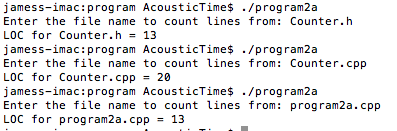 jamess-imac:program AcousticTime$ ./program2a
Enter the file name to count lines from: Counter.h
LOC for Counter.h = 13
jamess-imac:program AcousticTime$ ./program2a
Enter the file name to count lines from: Counter.cpp
LOC for Counter.cpp = 20
jamess-imac:program AcousticTime$ ./program2a
Enter the file name to count lines from: program2a.cpp
LOC for program2a.cpp = 13
jamess-imac:program AcousticTime$